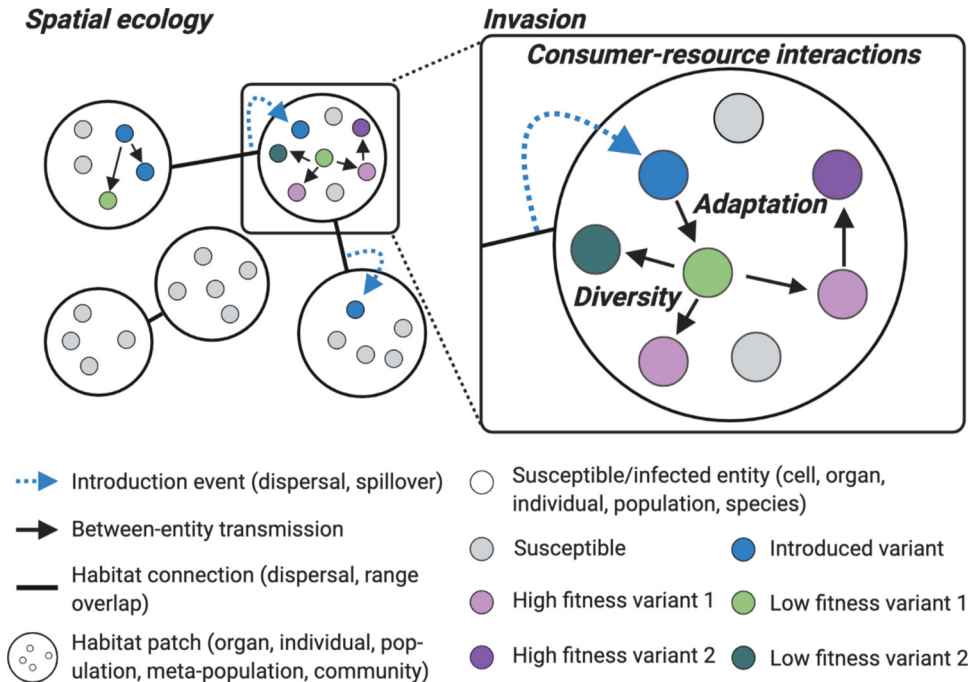 Spatial ecology
Invasion
Consumer-resource interactions
Adaptation
Diversity
Introduction event (dispersal, spillover)
Between-entity transmission
Habitat connection (dispersal, range
overlap)
Habitat patch (organ, individual, pop-
ulation, meta-population, community)
Susceptible/infected entity (cell, organ,
individual, population, species)
Susceptible
Introduced variant
High fitness variant 1
Low fitness variant 1
High fitness variant 2
Low fitness variant 2